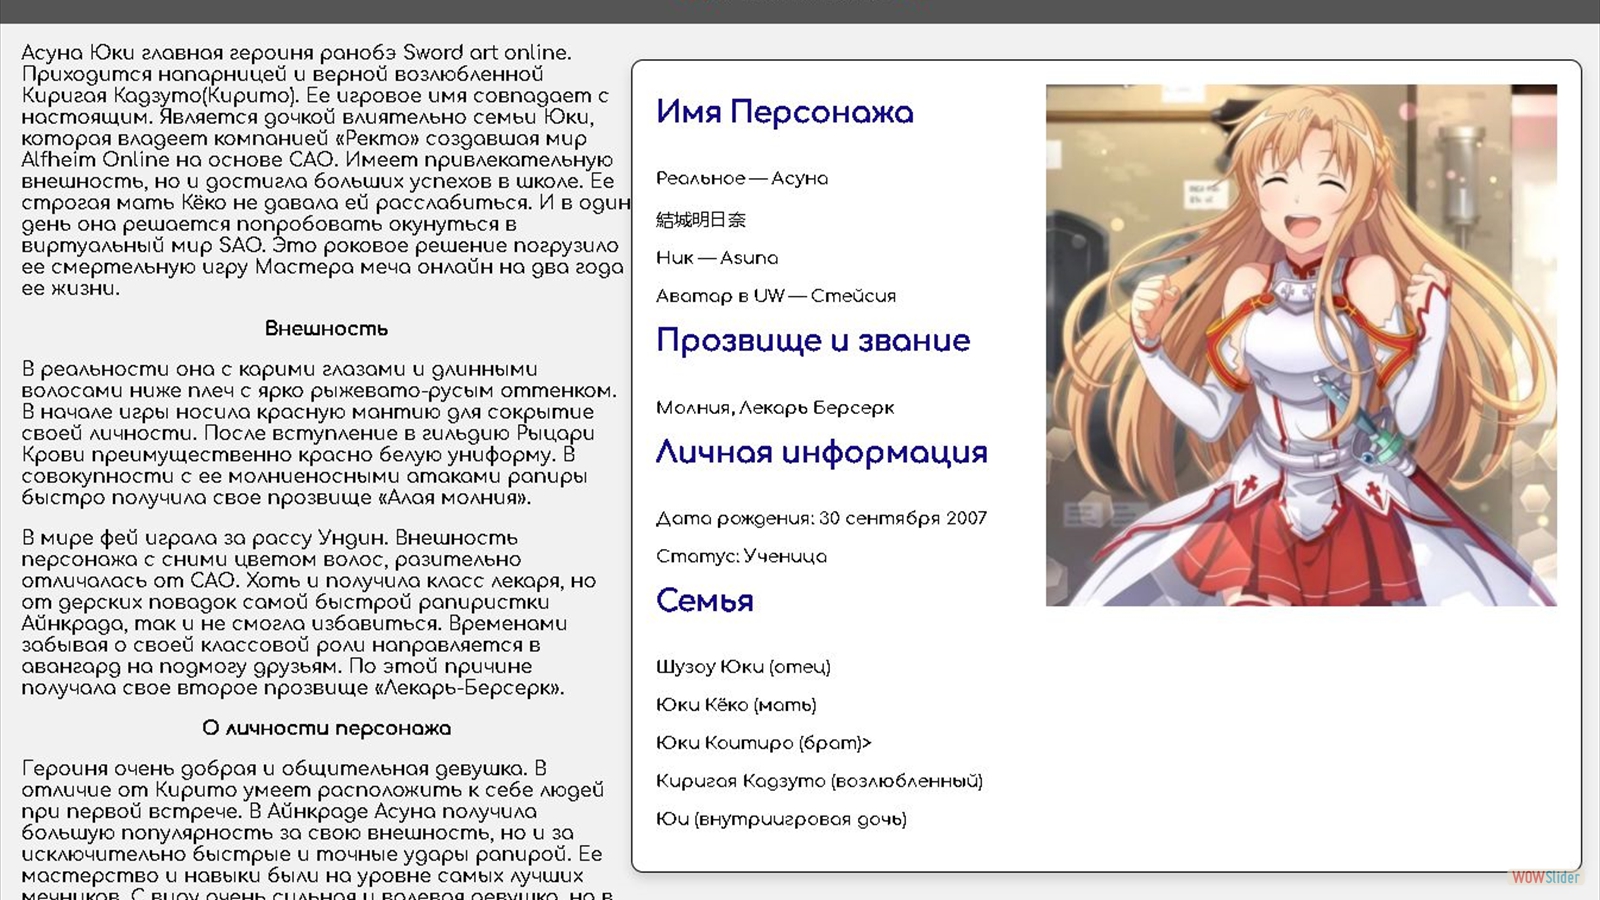 Асуна Юки главная героиня ранобэ Sword art online.
Приходится напарницей и верной возлюбленной
Киригая Кадзуто(Кирито). Ее игровое имя совпадает с
настоящим. Является дочкой влиятельно семьи Юки,
которая владеет компанией «Ректо» создавшая мир
Alfheim Online на основе САО. Имеет привлекательную
внешность, но и достигла больших успехов в школе. Ее
строгая мать Кёко не давала ей расслабиться. И в один
день она решается попробовать окунуться в
виртуальный мир SAO. Это роковое решение погрузило
ее смертельную игру Мастера меча онлайн на два года
ее жизни.
Внешность
В реальности она с карими глазами и длинными
волосами ниже плеч с ярко рыжевато-русым оттенком.
В начале игры носила красную мантию для сокрытие
своей личности. После вступление в гильдию Рыцари
Крови преимущественно красно белую униформу. В
совокупности с ее молниеносными атаками рапиры
быстро получила свое прозвище «Алая молния».
В мире фей играла за рассу Ундин. Внешность
персонажа с сними цветом волос, разительно
отличалась от САО. Хоть и получила класс лекаря, но
от дерских повадок самой быстрой рапиристки
Айнкрада, так и не смогла избавиться. Временами
забывая о своей классовой роли направляется в
авангард на подмогу друзьям. По этой причине
получала свое второе прозвище «Лекарь-Берсерк».
О личности персонажа
Героиня очень добрая и общительная девушка. В
отличие от Кирито умеет расположить к себе людей
при первой встрече. В Айнкраде Асуна получила
большую популярность за свою внешность, но и за
исключительно быстрые и точные удары рапирой. Ее
мастерство и навыки были на уровне самых лучших
мечников. С виду очень сильная и волевая девушка, но в
Имя Персонажа
Реальное — Асуна
結城明日奈
Ник — Asuna
Аватар в UW — Стейсия
Прозвище и звание
Молния, Лекарь Берсерк
Личная информация
Дата рождения: 30 сентября 2007
Статус: Ученица
Семья
Шузоу Юки (отец)
Юки Кёко (мать)
Юки Коитиро (брат)>
Киригая Кадзуто (возлюбленный)
Юи (внутриигровая дочь)
WOWSlider